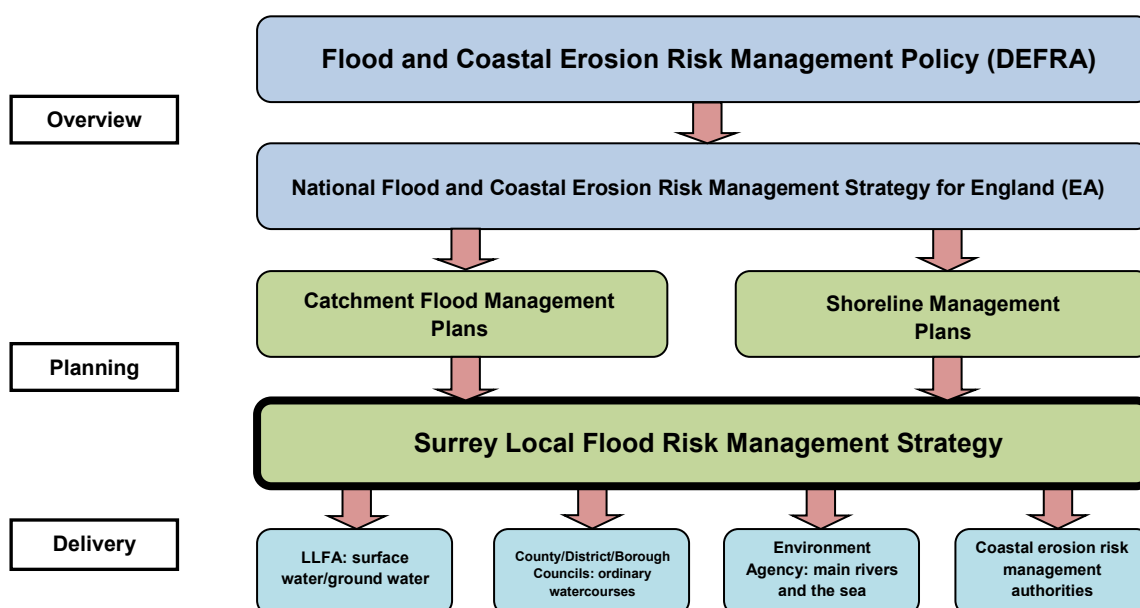 Flood and Coastal Erosion Risk Management Policy (DEFRA)
Overview
National Flood and Coastal Erosion Risk Management Strategy for England (EA)
Catchment Flood Management
Plans
Shoreline Management
Plans
Planning
Surrey Local Flood Risk Management Strategy
Delivery
LLFA: surface
water/ground water
County/District/Borough
Councils: ordinary
watercourses
Environment
Agency: main rivers
and the sea
Coastal erosion risk
management
authorities